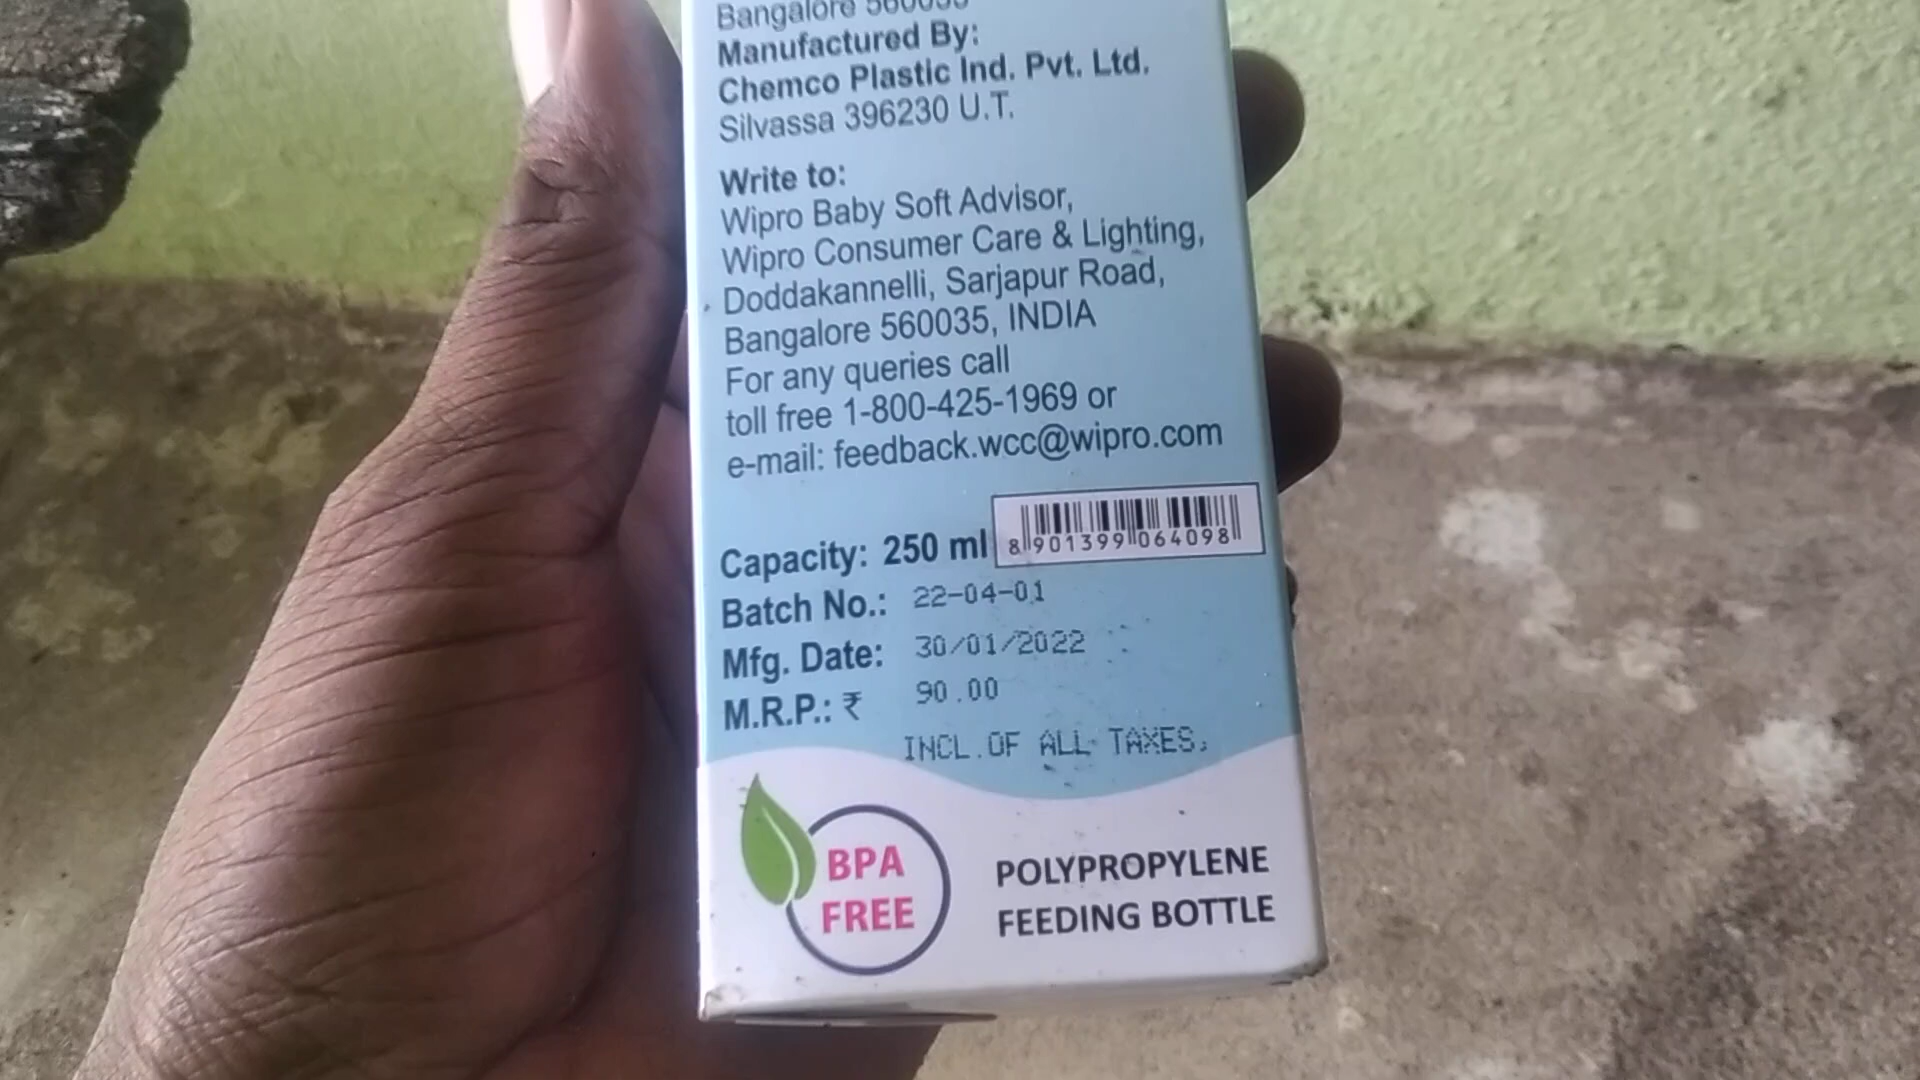 Bangalore 560035
Manufactured By:
Chemco Plastic Ind. Pvt. Ltd.
Silvassa 396230 U.T.
Write to:
Wipro Baby Soft Advisor,
Wipro Consumer Care & Lighting,
Doddakannelli, Sarjapur Road,
Bangalore 560035, INDIA
For any queries call
toll free 1-800-425-1969 or
e-mail: feedback.wcc@wipro.com
Capacity: 250 ml
8 901399 064098
Batch No.: 22-04-01
Mfg. Date: 30/01/2022
M.R.P.: ₹ 90.00
INCL.OF ALL TAXES.
BPA
FREE
POLYPROPYLENE
FEEDING BOTTLE